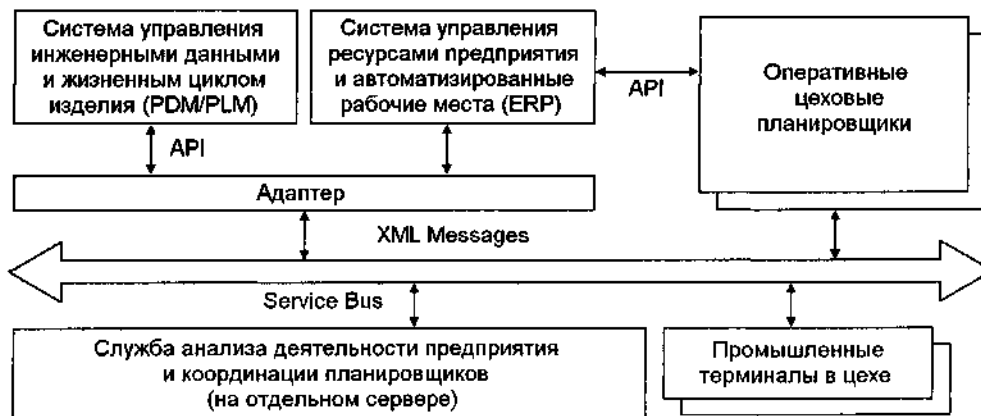 Система управления
инженерными данными
и жизненным циклом
изделия (PDM/PLM)
Система управления
ресурсами предприятия
и автоматизированные
рабочие места (ERP)
API
Оперативные
цеховые
планировщики
API
Адаптер
XML Messages
Service Bus
Служба анализа деятельности предприятия
и координации планировщиков
(на отдельном сервере)
Промышленные
терминалы в цехе